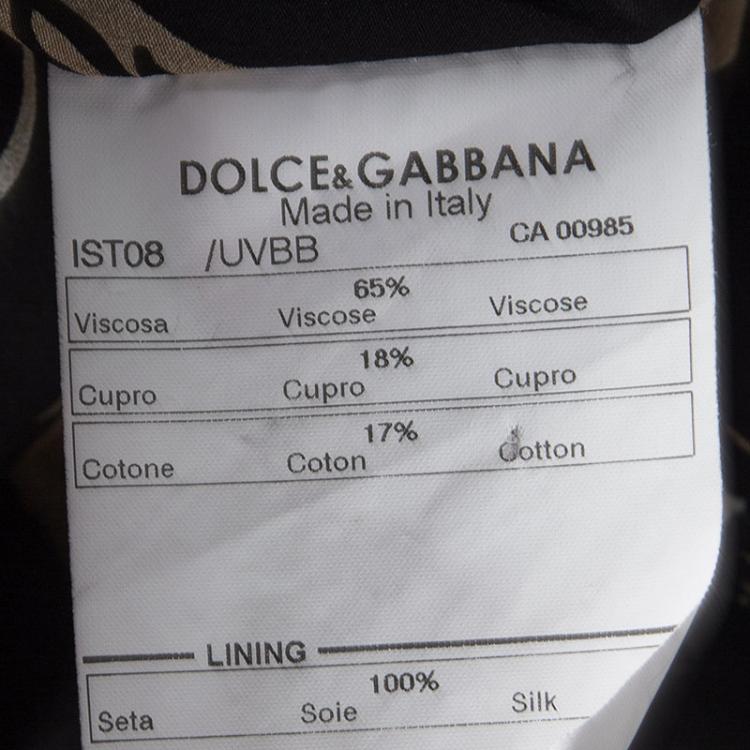 DOLCE&GABBANA
Made in Italy
IST08 /UVBB CA 00985
65%
Viscosa Viscose Viscose
18%
Cupro Cupro Cupro
17%
Cotone Coton Cotton
LINING
100%
Seta Soie Silk